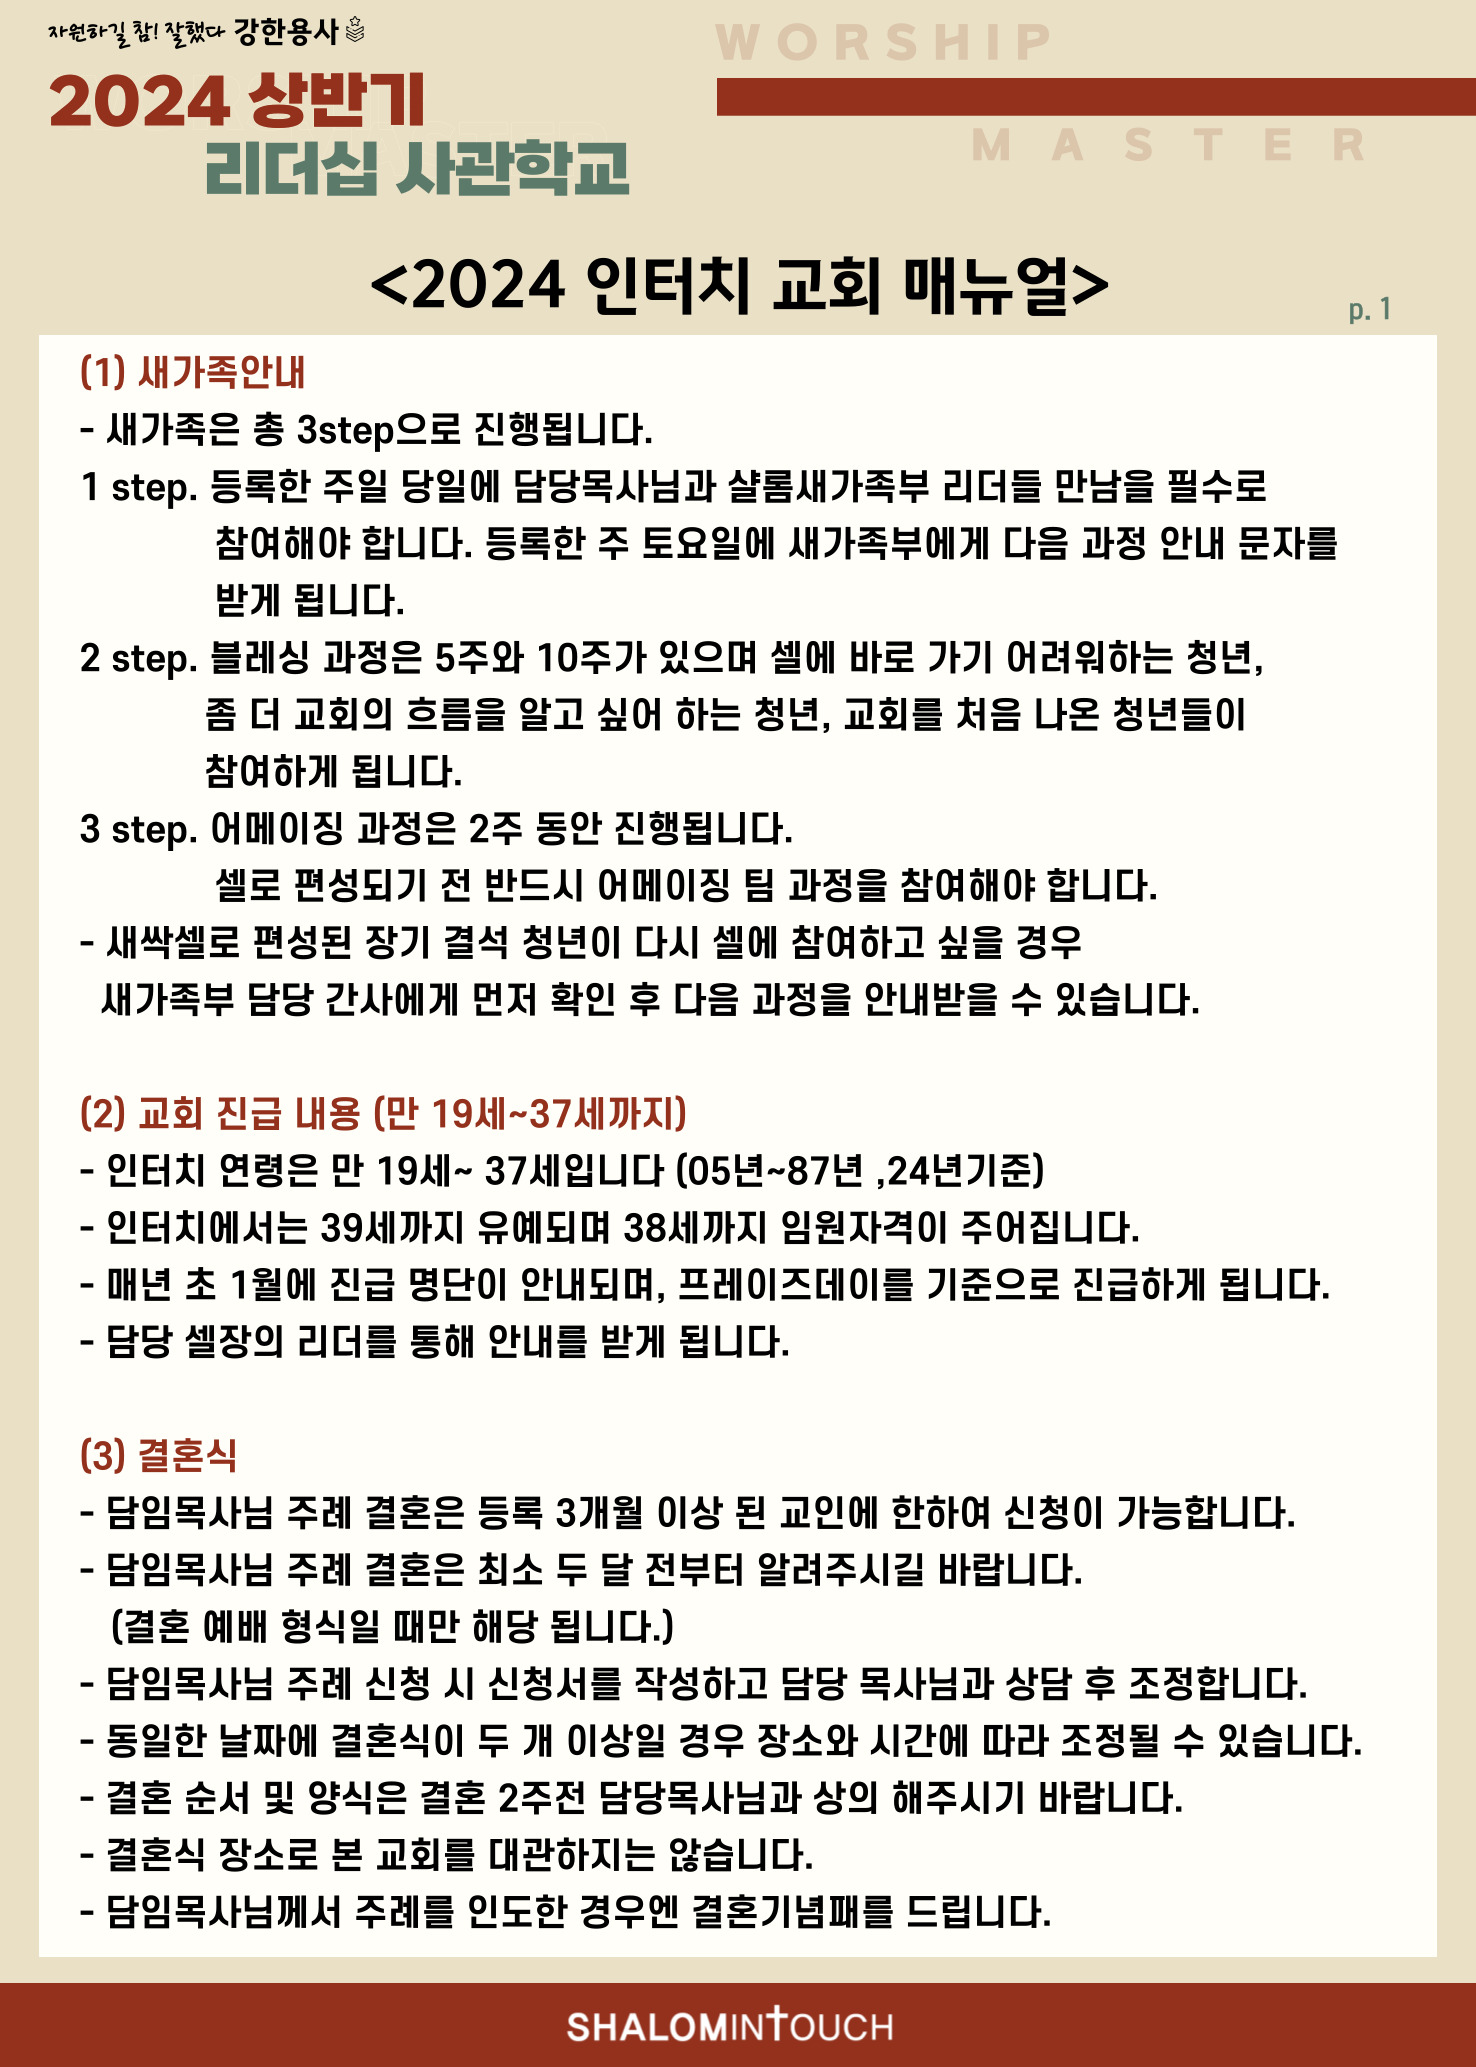 자원하길 참! 잘했다 강한용사
2024 상반기
리더십 사관학교
WORSHIP
MASTER
<2024 인터치 교회 매뉴얼>
p. 1
(1) 새가족안내
- 새가족은 총 3step으로 진행됩니다.
1 step. 등록한 주일 당일에 담당목사님과 샬롬새가족부 리더들 만남을 필수로
참여해야 합니다. 등록한 주 토요일에 새가족부에게 다음 과정 안내 문자를
받게 됩니다.
2 step. 블레싱 과정은 5주와 10주가 있으며 셀에 바로 가기 어려워하는 청년,
좀 더 교회의 흐름을 알고 싶어 하는 청년, 교회를 처음 나온 청년들이
참여하게 됩니다.
3 step. 어메이징 과정은 2주 동안 진행됩니다.
셀로 편성되기 전 반드시 어메이징 팀 과정을 참여해야 합니다.
- 새싹셀로 편성된 장기 결석 청년이 다시 셀에 참여하고 싶을 경우
새가족부 담당 간사에게 먼저 확인 후 다음 과정을 안내받을 수 있습니다.
(2) 교회 진급 내용 (만 19세~37세까지)
- 인터치 연령은 만 19세~ 37세입니다 (05년~87년 ,24년기준)
- 인터치에서는 39세까지 유예되며 38세까지 임원자격이 주어집니다.
- 매년 초 1월에 진급 명단이 안내되며, 프레이즈데이를 기준으로 진급하게 됩니다.
- 담당 셀장의 리더를 통해 안내를 받게 됩니다.
(3) 결혼식
- 담임목사님 주례 결혼은 등록 3개월 이상 된 교인에 한하여 신청이 가능합니다.
- 담임목사님 주례 결혼은 최소 두 달 전부터 알려주시길 바랍니다.
(결혼 예배 형식일 때만 해당 됩니다.)
- 담임목사님 주례 신청 시 신청서를 작성하고 담당 목사님과 상담 후 조정합니다.
- 동일한 날짜에 결혼식이 두 개 이상일 경우 장소와 시간에 따라 조정될 수 있습니다.
- 결혼 순서 및 양식은 결혼 2주전 담당목사님과 상의 해주시기 바랍니다.
- 결혼식 장소로 본 교회를 대관하지는 않습니다.
- 담임목사님께서 주례를 인도한 경우엔 결혼기념패를 드립니다.
SHALOMINTOUCH